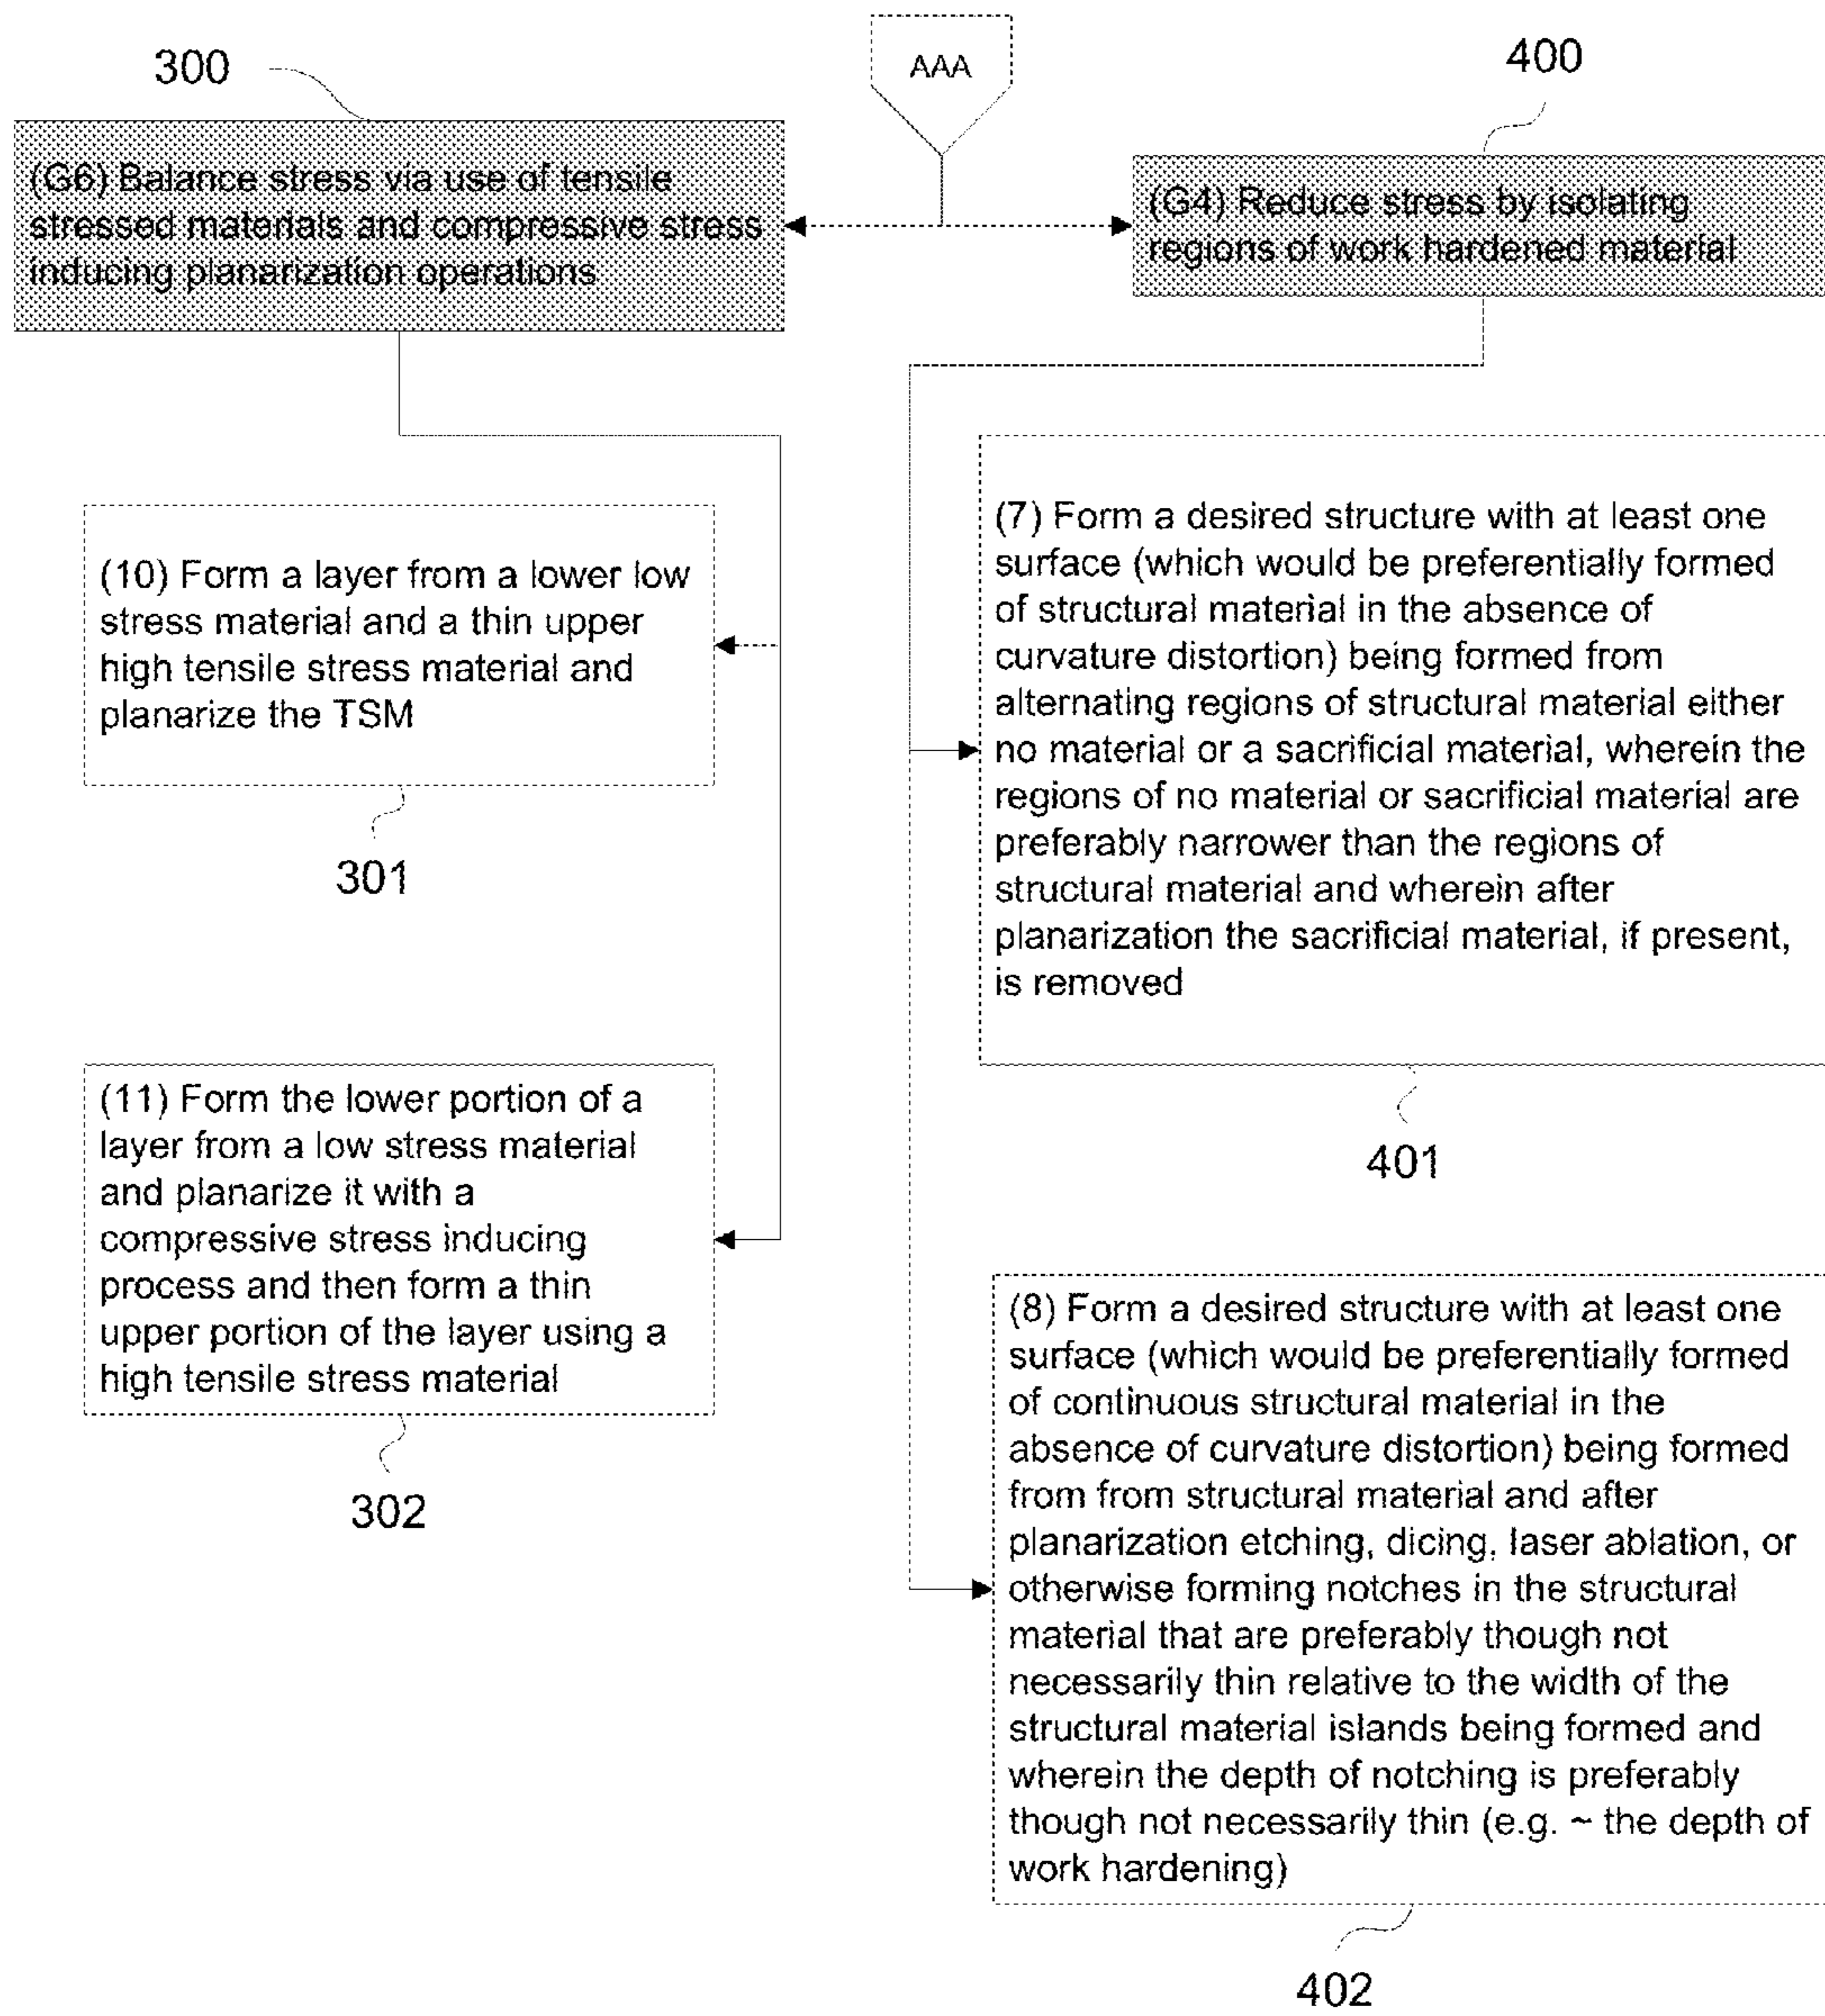 AAA
300
(G6) Balance stress via use of tensile
stressed materials and compressive stress
inducing planarization operations
400
(G4) Reduce stress by isolating
regions of work hardened material
(10) Form a layer from a lower low
stress material and a thin upper
high tensile stress material and
planarize the TSM
301
(11) Form the lower portion of a
layer from a low stress material
and planarize it with a
compressive stress inducing
process and then form a thin
upper portion of the layer using a
high tensile stress material
302
(7) Form a desired structure with at least one
surface (which would be preferentially formed
of structural material in the absence of
curvature distortion) being formed from
alternating regions of structural material either
no material or a sacrificial material, wherein the
regions of no material or sacrificial material are
preferably narrower than the regions of
structural material and wherein after
planarization the sacrificial material, if present,
is removed
401
(8) Form a desired structure with at least one
surface (which would be preferentially formed
of continuous structural material in the
absence of curvature distortion) being formed
from from structural material and after
planarization etching, dicing, laser ablation, or
otherwise forming notches in the structural
material that are preferably though not
necessarily thin relative to the width of the
structural material islands being formed and
wherein the depth of notching is preferably
though not necessarily thin (e.g. ~ the depth of
work hardening)
402